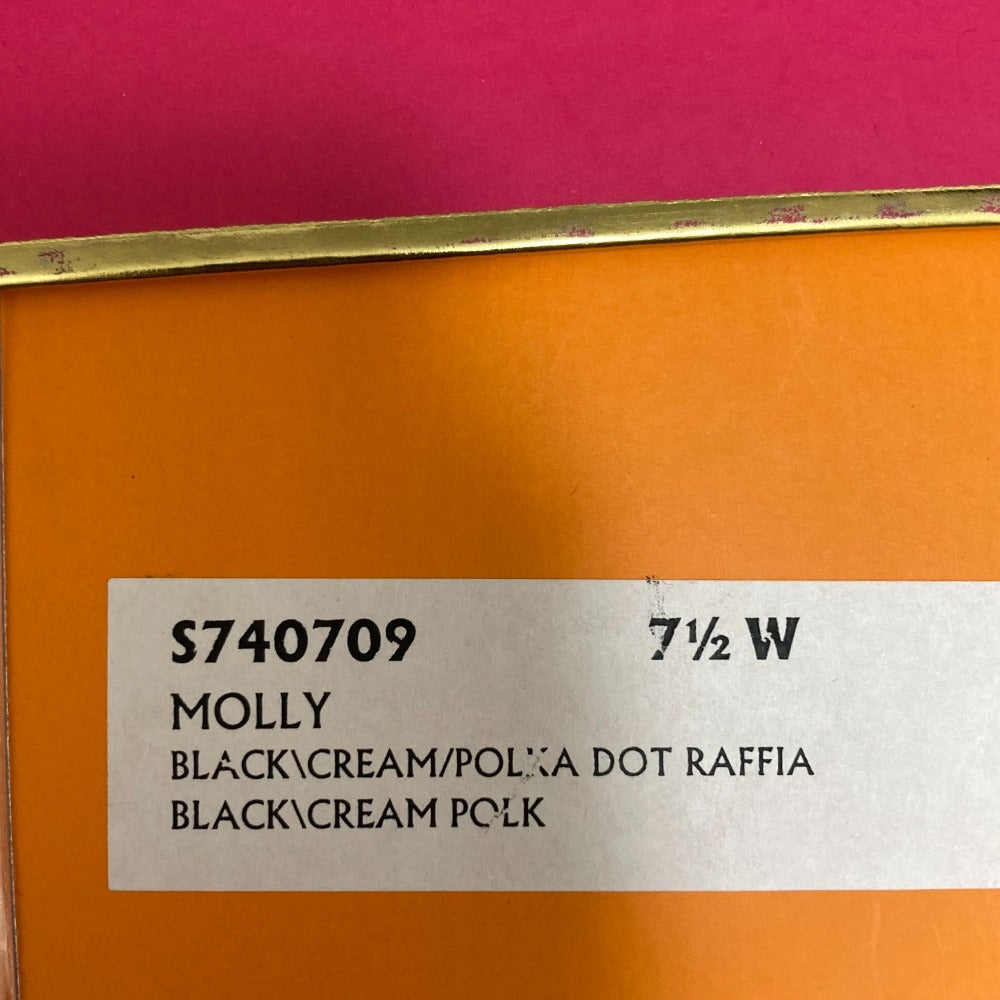 S740709 7½ W
MOLLY
BLACK\CREAM/POLKA DOT RAFFIA
BLACK\CREAM POLK